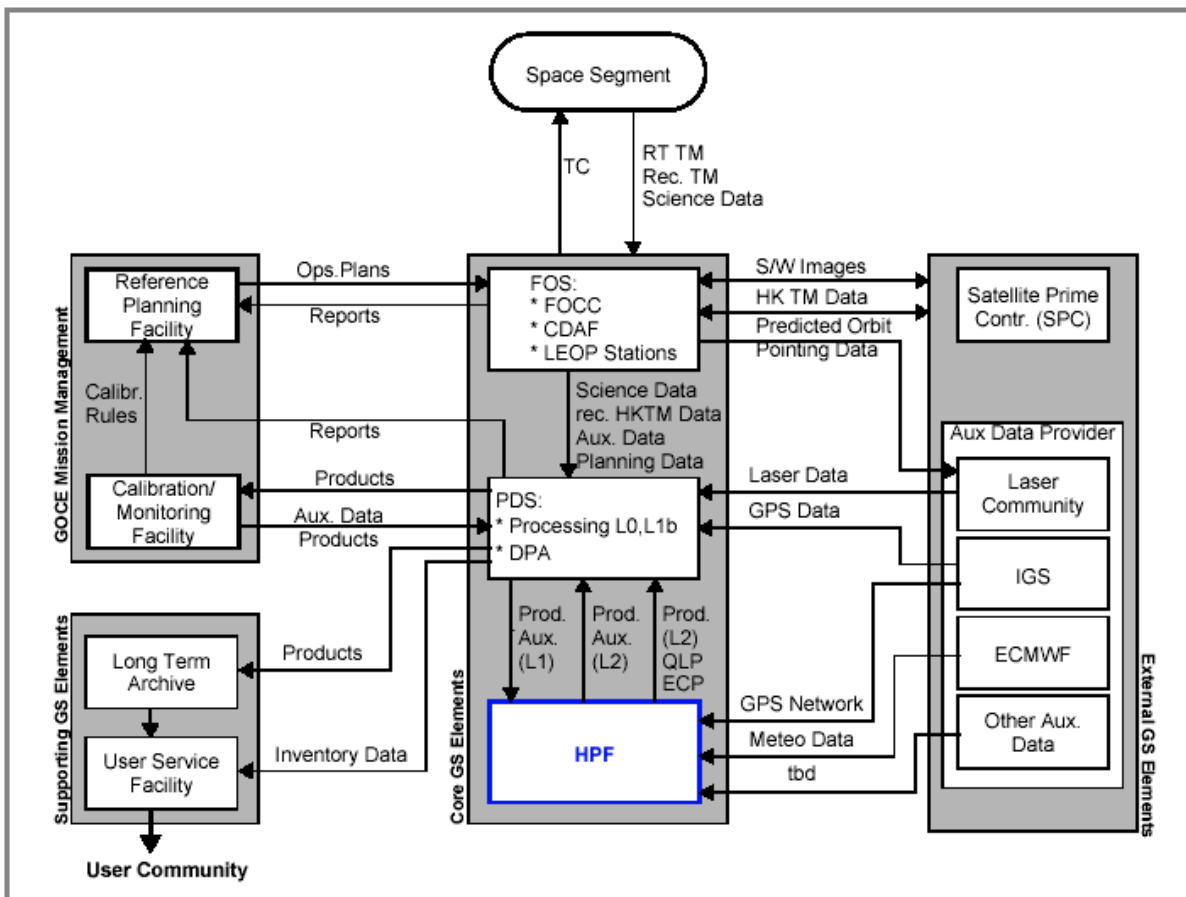 Space Segment
TC
RT TM
Rec. TM
Science Data
GOCE Mission Management
Reference
Planning
Facility
Ops.Plans
Reports
Calibr.
Rules
Reports
Calibration/
Monitoring
Facility
Products
Aux. Data
Products
Supporting GS Elements
Long Term
Archive
Products
User Service
Facility
Inventory Data
User Community
Core GS Elements
FOS:
* FOCC
* CDAF
* LEOP Stations
Science Data
rec. HKTM Data
Aux. Data
Planning Data
PDS:
* Processing L0,L1b
* DPA
Prod.
Aux.
(L1)
Prod.
Aux.
(L2)
Prod.
(L2)
QLP
ECP
HPF
S/W Images
HK TM Data
Predicted Orbit
Pointing Data
Laser Data
GPS Data
GPS Network
Meteo Data
tbd
External GS Elements
Satellite Prime
Contr. (SPC)
Aux Data Provider
Laser
Community
IGS
ECMWF
Other Aux.
Data